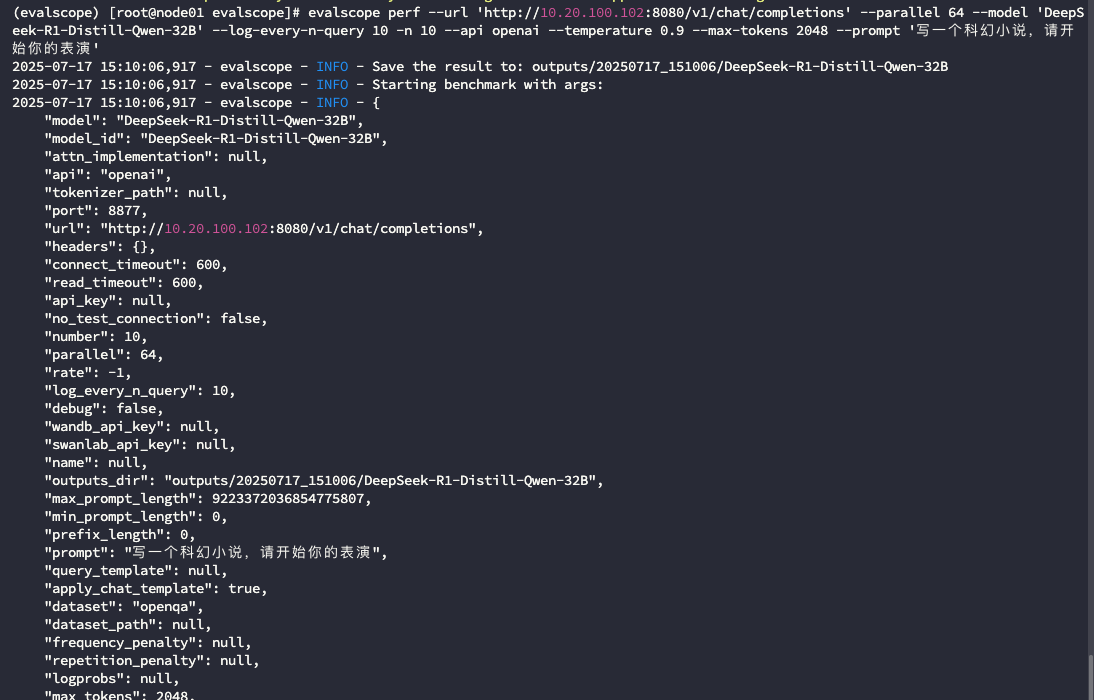 (evalscope) [root@node01 evalscope]# evalscope perf --url 'http://10.20.100.102:8080/v1/chat/completions' --parallel 64 --model 'DeepS
eek-R1-Distill-Qwen-32B' --log-every-n-query 10 -n 10 --api openai --temperature 0.9 --max-tokens 2048 --prompt '写一个科幻小说，请开
始你的表演'
2025-07-17 15:10:06,917 - evalscope - INFO - Save the result to: outputs/20250717_151006/DeepSeek-R1-Distill-Qwen-32B
2025-07-17 15:10:06,917 - evalscope - INFO - Starting benchmark with args:
2025-07-17 15:10:06,917 - evalscope - INFO - {
    "model": "DeepSeek-R1-Distill-Qwen-32B",
    "model_id": "DeepSeek-R1-Distill-Qwen-32B",
    "attn_implementation": null,
    "api": "openai",
    "tokenizer_path": null,
    "port": 8877,
    "url": "http://10.20.100.102:8080/v1/chat/completions",
    "headers": {},
    "connect_timeout": 600,
    "read_timeout": 600,
    "api_key": null,
    "no_test_connection": false,
    "number": 10,
    "parallel": 64,
    "rate": -1,
    "log_every_n_query": 10,
    "debug": false,
    "wandb_api_key": null,
    "swanlab_api_key": null,
    "name": null,
    "outputs_dir": "outputs/20250717_151006/DeepSeek-R1-Distill-Qwen-32B",
    "max_prompt_length": 9223372036854775807,
    "min_prompt_length": 0,
    "prefix_length": 0,
    "prompt": "写一个科幻小说，请开始你的表演",
    "query_template": null,
    "apply_chat_template": true,
    "dataset": "openqa",
    "dataset_path": null,
    "frequency_penalty": null,
    "repetition_penalty": null,
    "logprobs": null,
    "max_tokens": 2048,